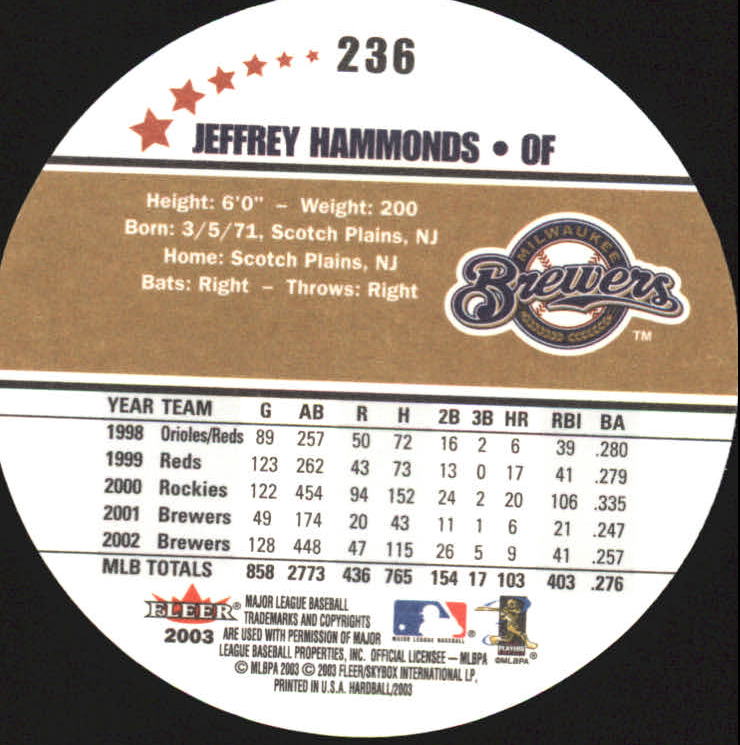 236
JEFFREY HAMMONDS • OF
Height: 6'0" – Weight: 200
Born: 3/5/71, Scotch Plains, NJ
Home: Scotch Plains, NJ
Bats: Right – Throws: Right
MILWAUKEE
Brewers
TM
YEAR TEAM G AB R H 2B 3B HR RBI BA
1998 Orioles/Reds 89 257 50 72 16 2 6 39 .280
1999 Reds 123 262 43 73 13 0 17 41 .279
2000 Rockies 122 454 94 152 24 2 20 106 .335
2001 Brewers 49 174 20 43 11 1 6 21 .247
2002 Brewers 128 448 47 115 26 5 9 41 .257
MLB TOTALS 858 2773 436 765 154 17 103 403 .276
FLEER®
2003
MAJOR LEAGUE BASEBALL
TRADEMARKS AND COPYRIGHTS
ARE USED WITH PERMISSION OF MAJOR
LEAGUE BASEBALL PROPERTIES, INC. OFFICIAL LICENSEE – MLBPA
© MLBPA 2003 © 2003 FLEER/SKYBOX INTERNATIONAL LP,
PRINTED IN U.S.A. HARDBALL/2003
MAJOR LEAGUE BASEBALL®
PLAYERS
©MLBPA®